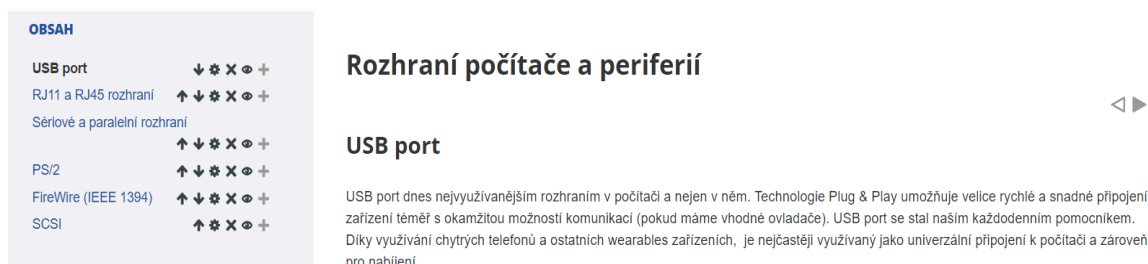 OBSAH
USB port
RJ11 a RJ45 rozhraní
Sériové a paralelní rozhraní
PS/2
FireWire (IEEE 1394)
SCSI
Rozhraní počítače a periferií
USB port
USB port dnes nejvyužívanějším rozhraním v počítači a nejen v něm. Technologie Plug & Play umožňuje velice rychlé a snadné připojení
zařízení téměř s okamžitou možností komunikací (pokud máme vhodné ovladače). USB port se stal naším každodenním pomocníkem.
Díky využívání chytrých telefonů a ostatních wearables zařízeních, je nejčastěji využívaný jako univerzální připojení k počítači a zároveň
pro nabíjení.